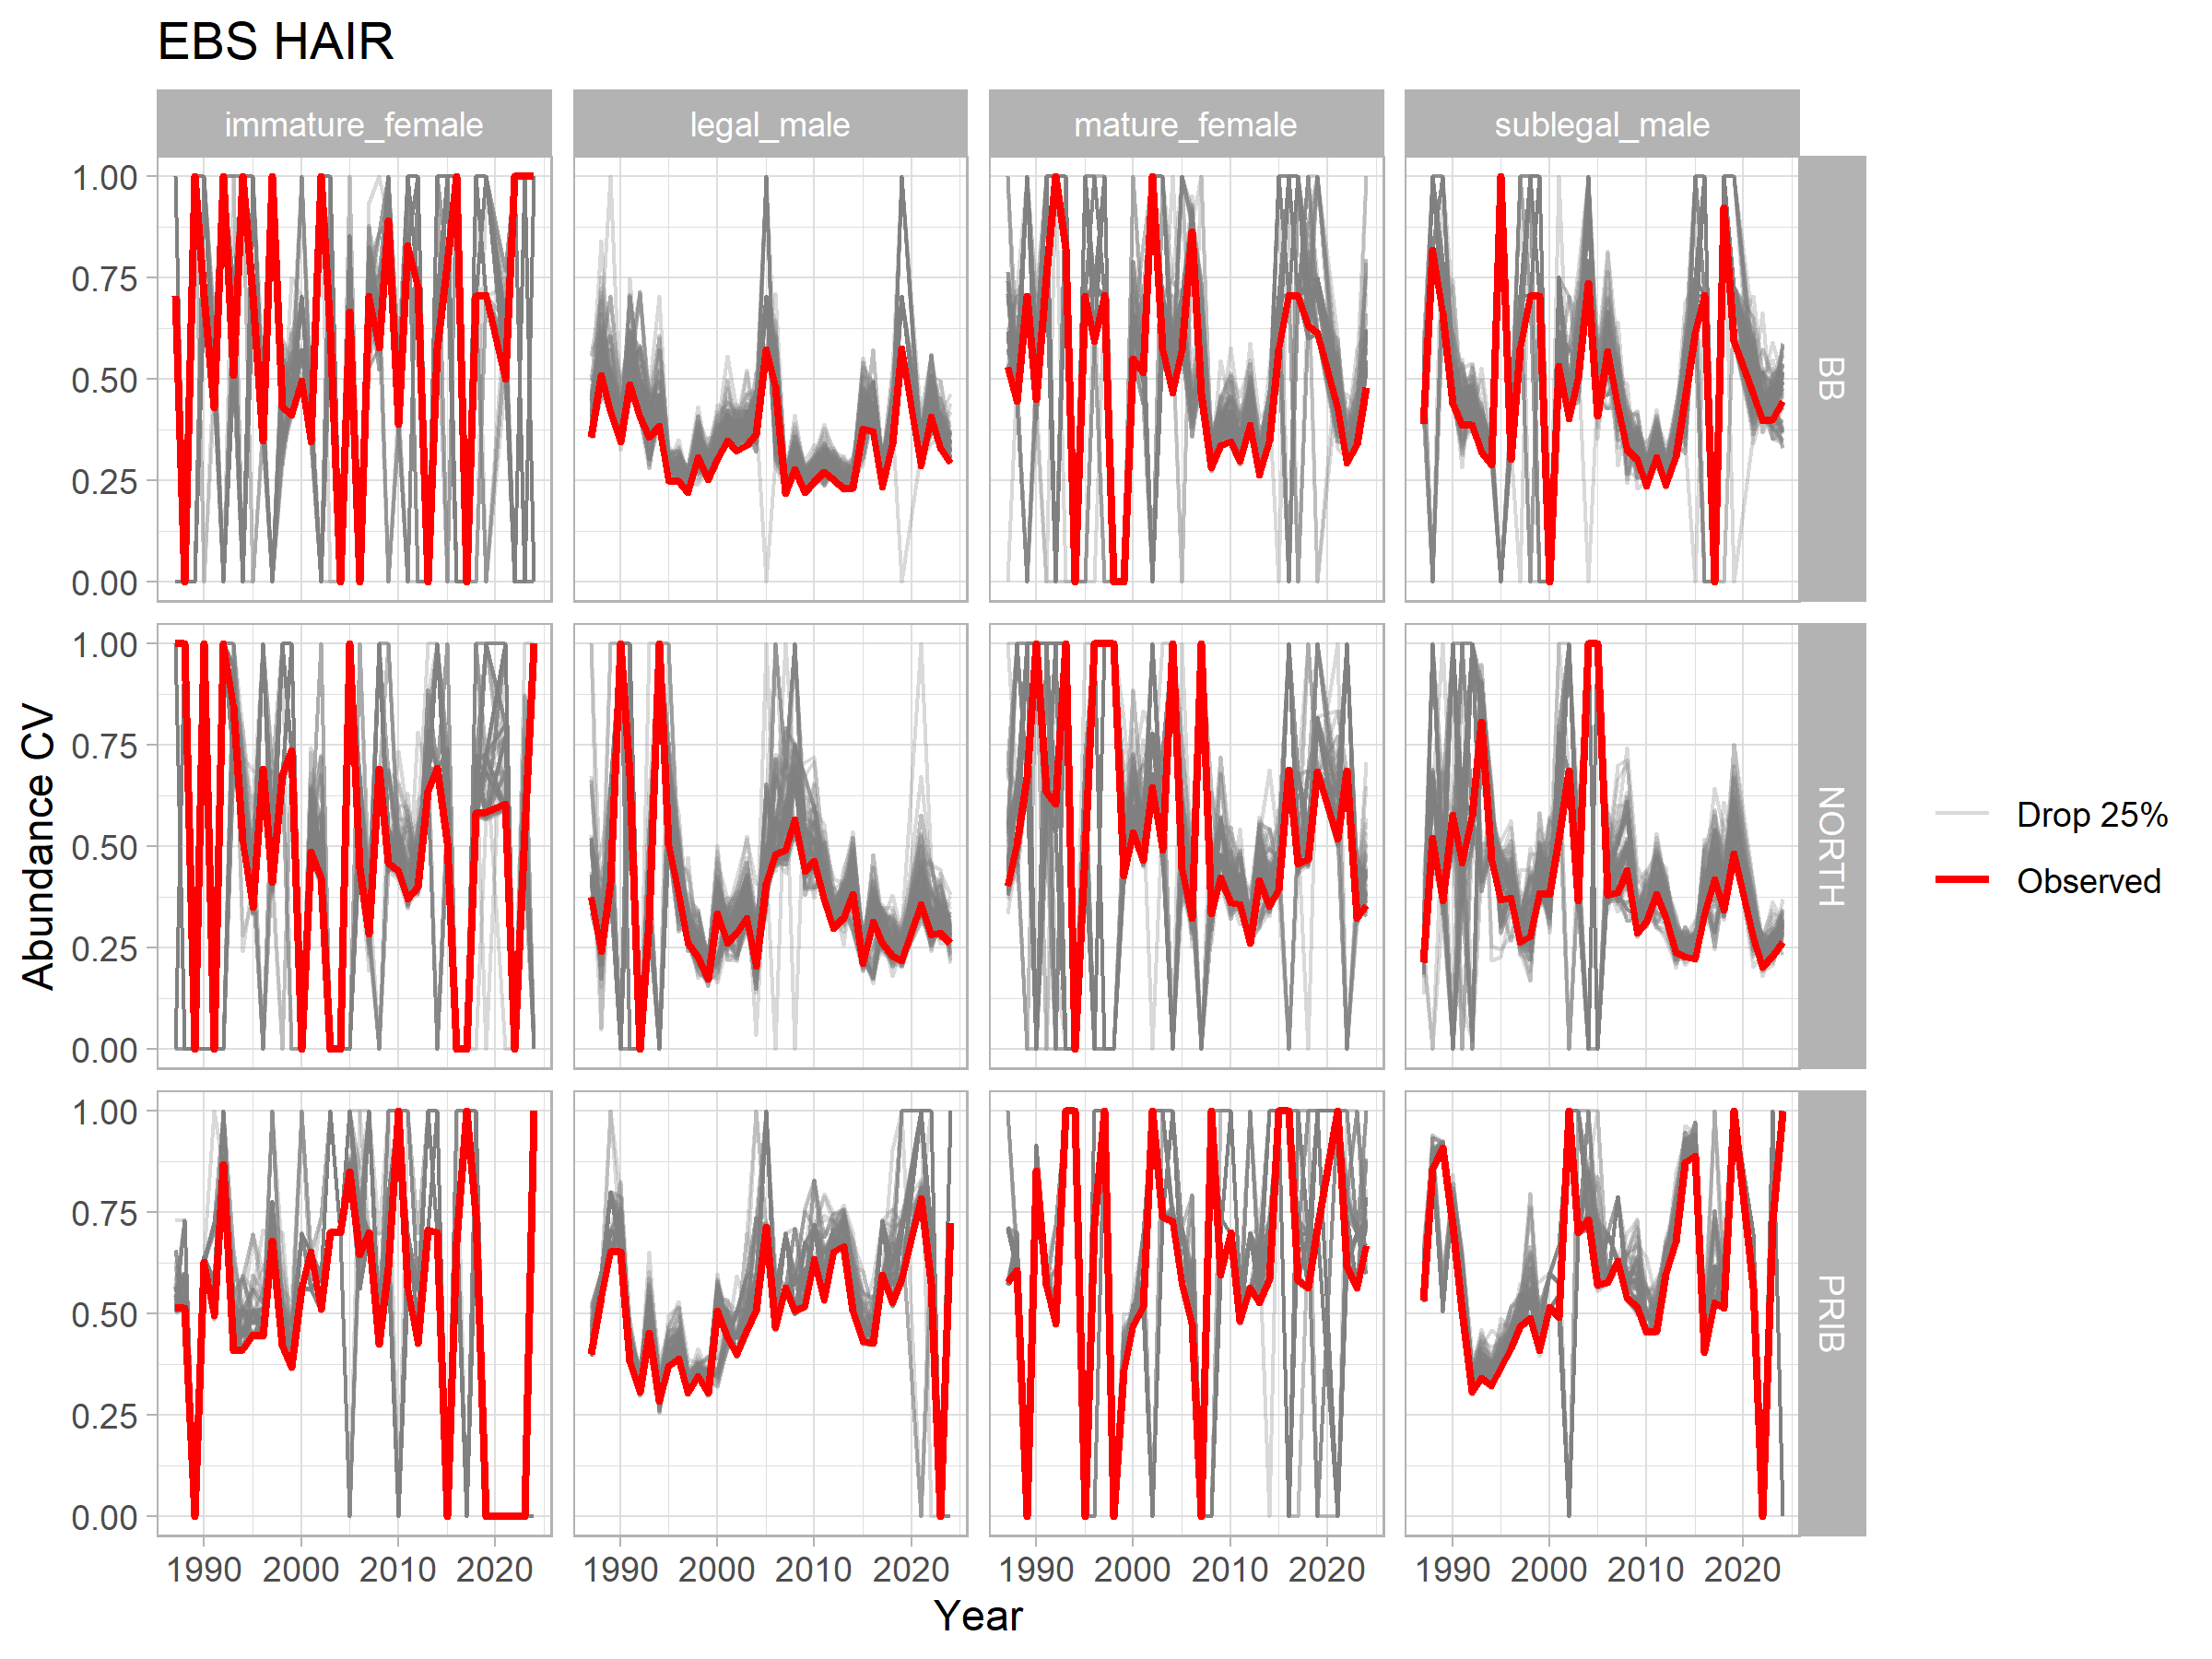 EBS HAIR
immature_female legal_male mature_female sublegal_male
1.00
0.75
0.50
0.25
0.00
BB
1.00
0.75
0.50
0.25
0.00
NORTH
1.00
0.75
0.50
0.25
0.00
PRIB
1990 2000 2010 2020 1990 2000 2010 2020 1990 2000 2010 2020 1990 2000 2010 2020
Year
Abundance CV
Drop 25%
Observed